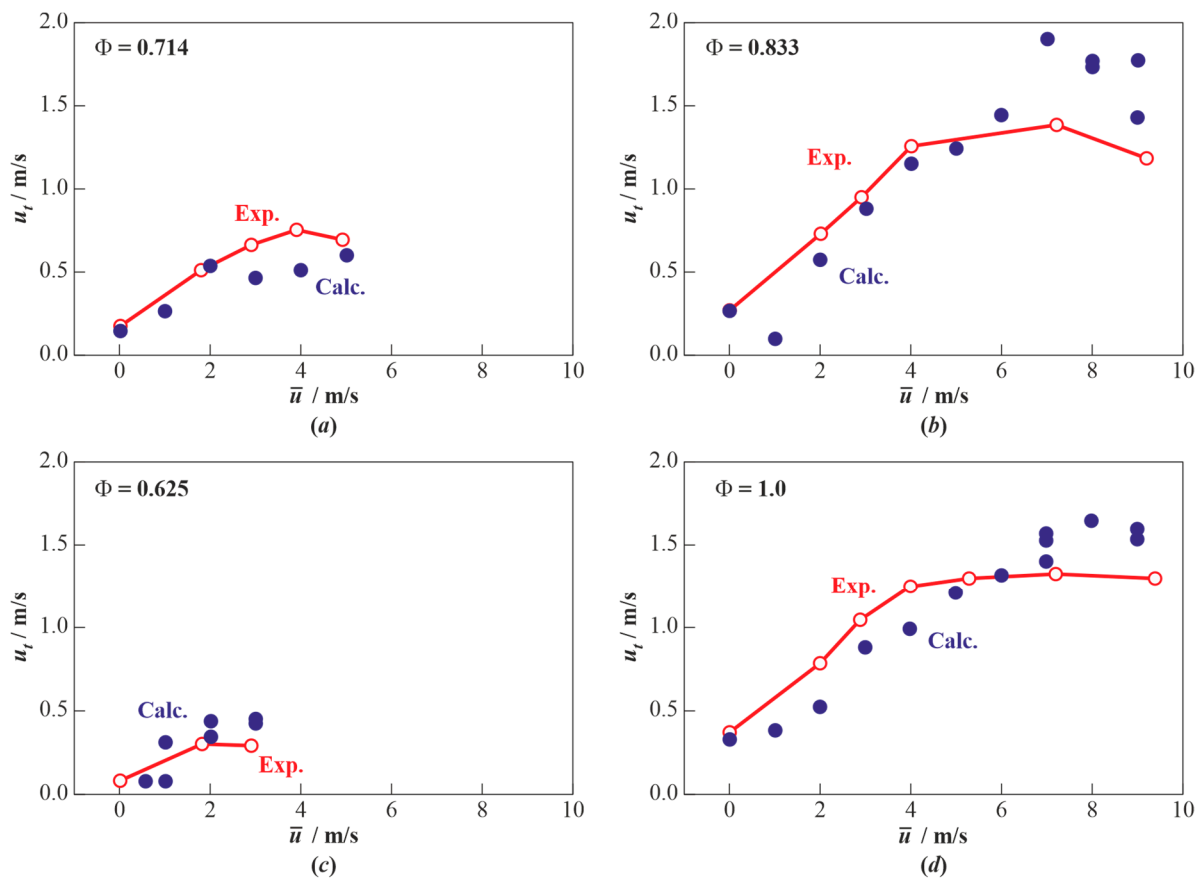 2.0
Φ = 0.714
1.5
u_t / m/s
1.0
Exp.
0.5
Calc.
0.0
0 2 4 6 8 10
u̅ / m/s
(a)
2.0
Φ = 0.833
1.5
u_t / m/s
1.0
Exp.
0.5
Calc.
0.0
0 2 4 6 8 10
u̅ / m/s
(b)
2.0
Φ = 0.625
1.5
u_t / m/s
1.0
0.5
Calc.
Exp.
0.0
0 2 4 6 8 10
u̅ / m/s
(c)
2.0
Φ = 1.0
1.5
u_t / m/s
Exp.
1.0
Calc.
0.5
0.0
0 2 4 6 8 10
u̅ / m/s
(d)